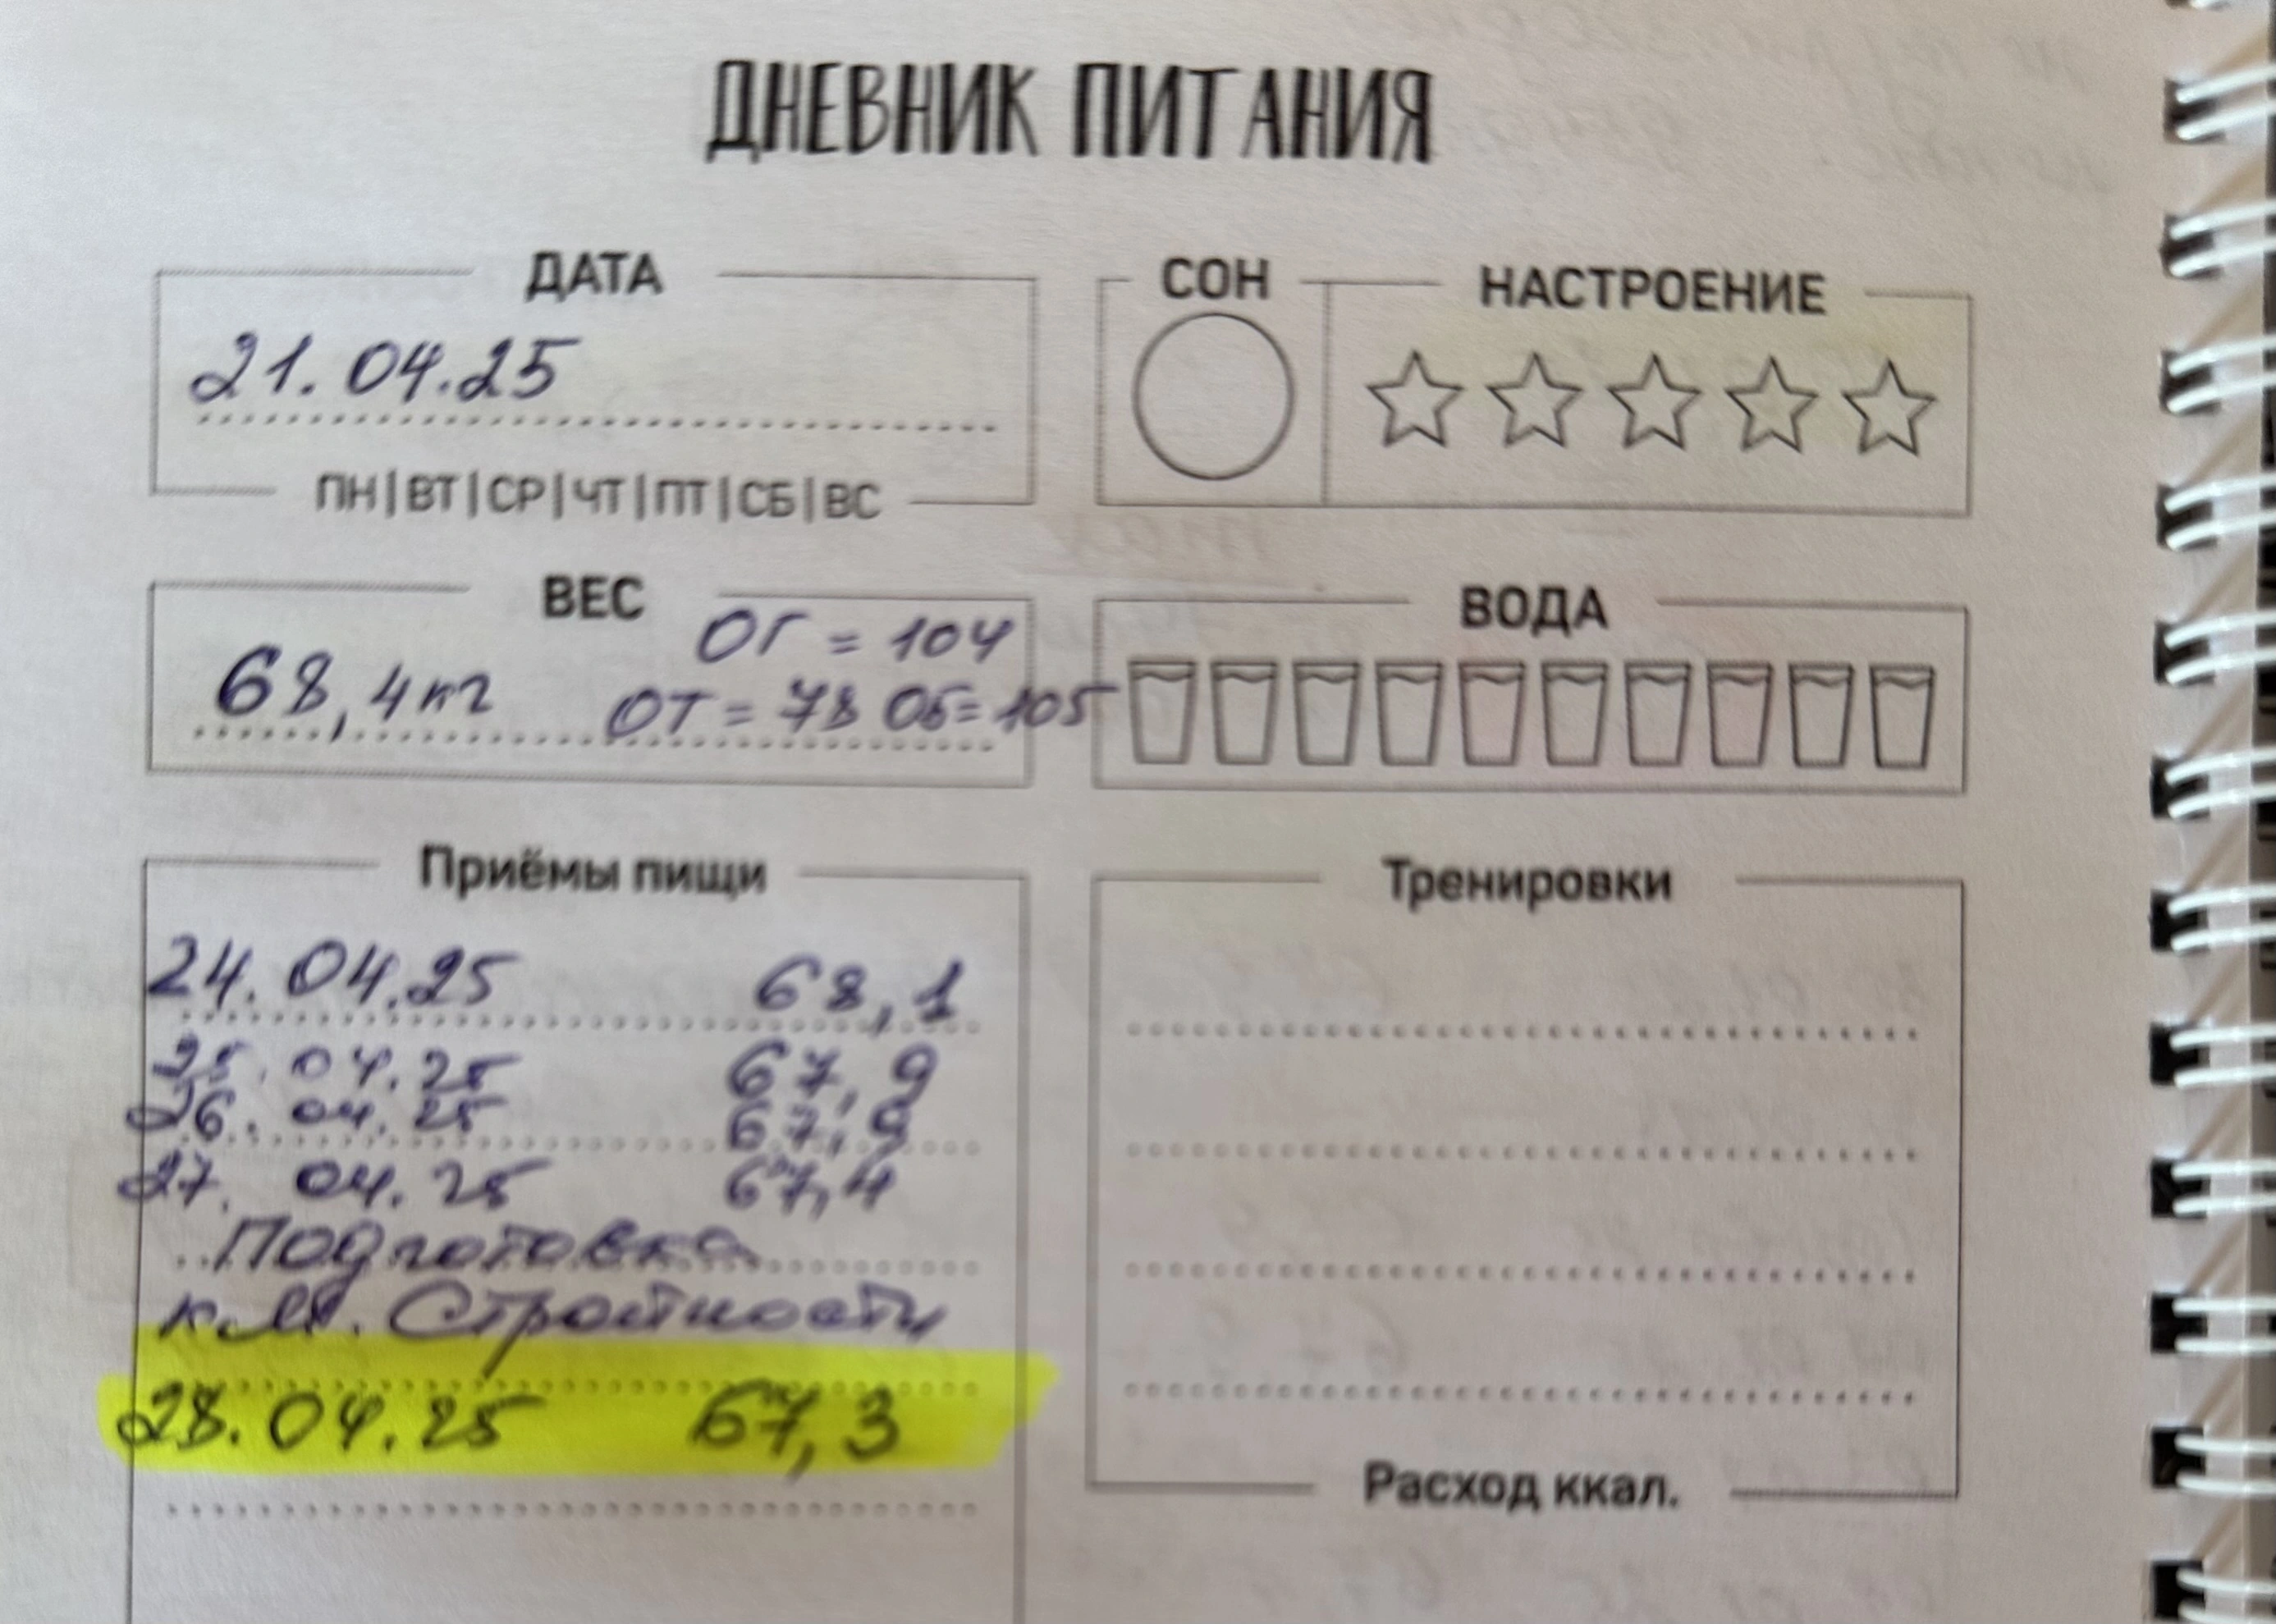 ДНЕВНИК ПИТАНИЯ
ДАТА
21.04.25
ПН|ВТ|СР|ЧТ|ПТ|СБ|ВС
СОН
НАСТРОЕНИЕ
ВЕС
ОГ = 104
68,4 кг
ОТ = 78 ОБ = 105
ВОДА
Приёмы пищи
24.04.25 68,1
25.04.25 67,9
26.04.25 67,9
27.04.25 67,4
Подготовка
к М. Стройности
28.04.25 67,3
Тренировки
Расход ккал.